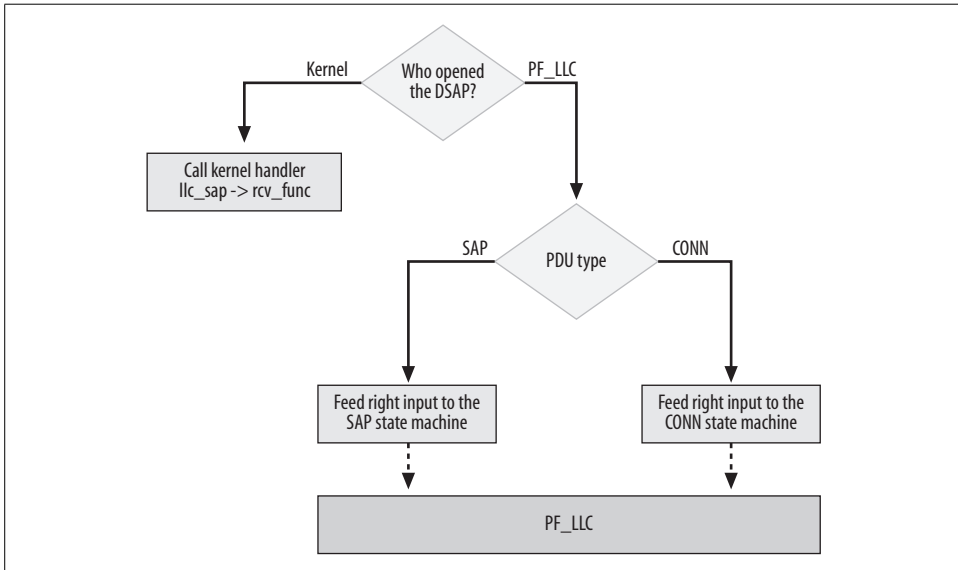 Kernel
Who opened
the DSAP?
PF_LLC
Call kernel handler
llc_sap -> rcv_func
SAP
PDU type
CONN
Feed right input to the
SAP state machine
Feed right input to the
CONN state machine
PF_LLC